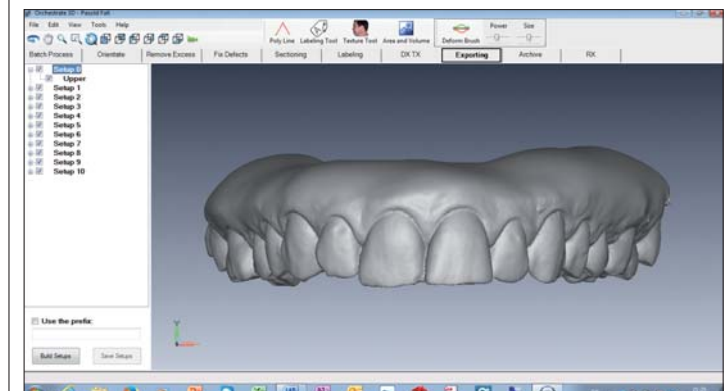 Orchestrate 3D - Pasold Fall
File Edit View Tools Help
Poly Line Labeling Tool Texture Tool Area and Volume Deform Brush Power Size
Batch Process Orientate Remove Excess Fix Defects Sectioning Labeling DX TX Exporting Archive RX
Setup 0
Upper
Setup 1
Setup 2
Setup 3
Setup 4
Setup 5
Setup 6
Setup 7
Setup 8
Setup 9
Setup 10
Use the prefix:
Build Setups Save Setups
Y